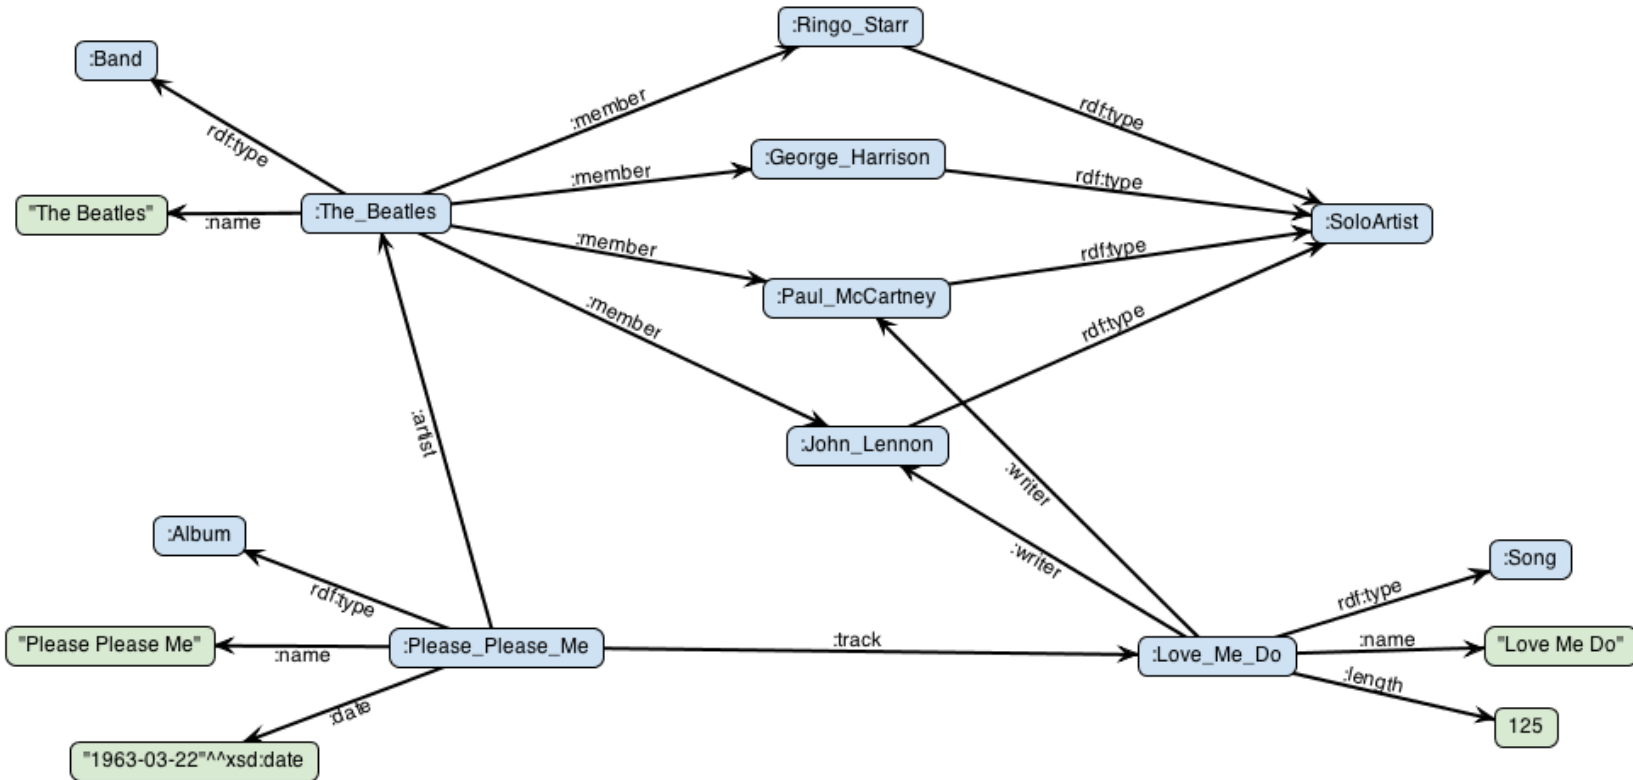 :Ringo_Starr
:Band
:member
rdf:type
rdf:type
:George_Harrison
:member
rdf:type
"The Beatles"
:name
:The_Beatles
:SoloArtist
:member
rdf:type
:Paul_McCartney
:member
rdf:type
:artist
:John_Lennon
:writer
:Album
:writer
:Song
rdf:type
rdf:type
"Please Please Me"
:name
:Please_Please_Me
:track
:Love_Me_Do
:name
"Love Me Do"
:length
:date
125
"1963-03-22"^^xsd:date